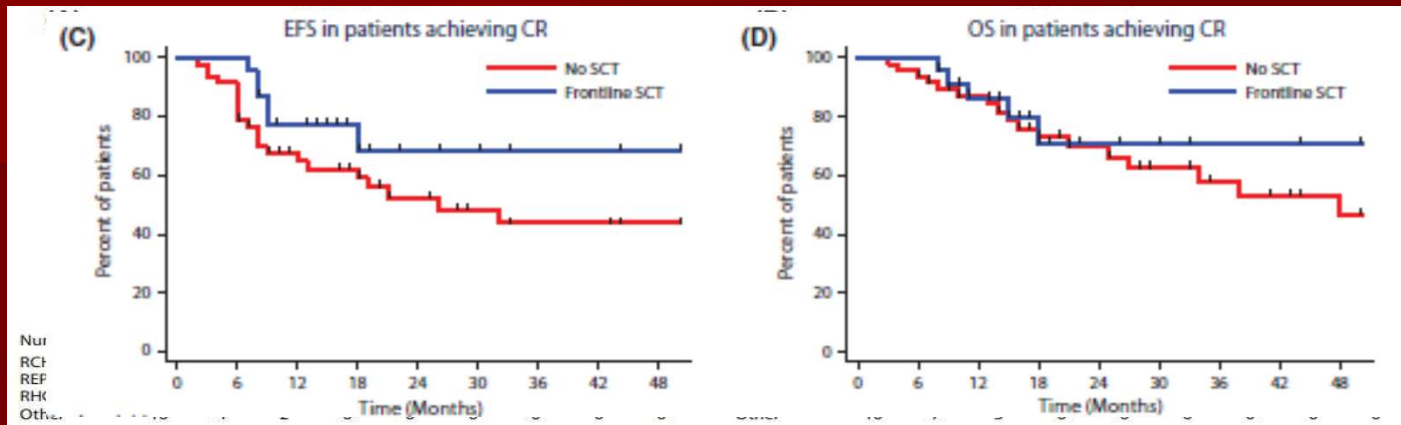 (C)
EFS in patients achieving CR
No SCT
Frontline SCT
Percent of patients
100
80
60
40
20
0
0 6 12 18 24 30 36 42 48
Time (Months)
(D)
OS in patients achieving CR
No SCT
Frontline SCT
Percent of patients
100
80
60
40
20
0
0 6 12 18 24 30 36 42 48
Time (Months)